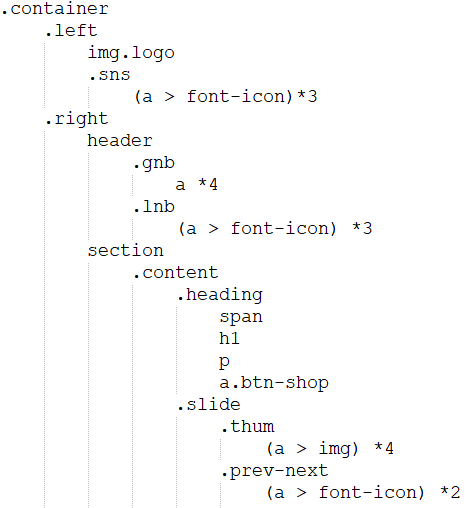 .container
.left
img.logo
.sns
(a > font-icon)*3
.right
header
.gnb
a *4
.lnb
(a > font-icon) *3
section
.content
.heading
span
h1
p
a.btn-shop
.slide
.thum
(a > img) *4
.prev-next
(a > font-icon) *2